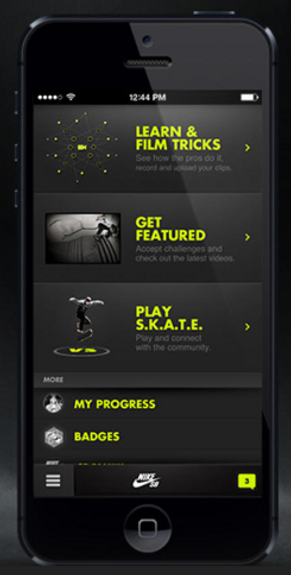 12:44 PM
LEARN &
FILM TRICKS
See how the pros do it,
record and upload your clips.
GET
FEATURED
Accept challenges and
check out the latest videos.
VS
PLAY
S.K.A.T.E.
Play and connect
with the community.
MORE
MY PROGRESS
BADGES
NIKE
SB
3